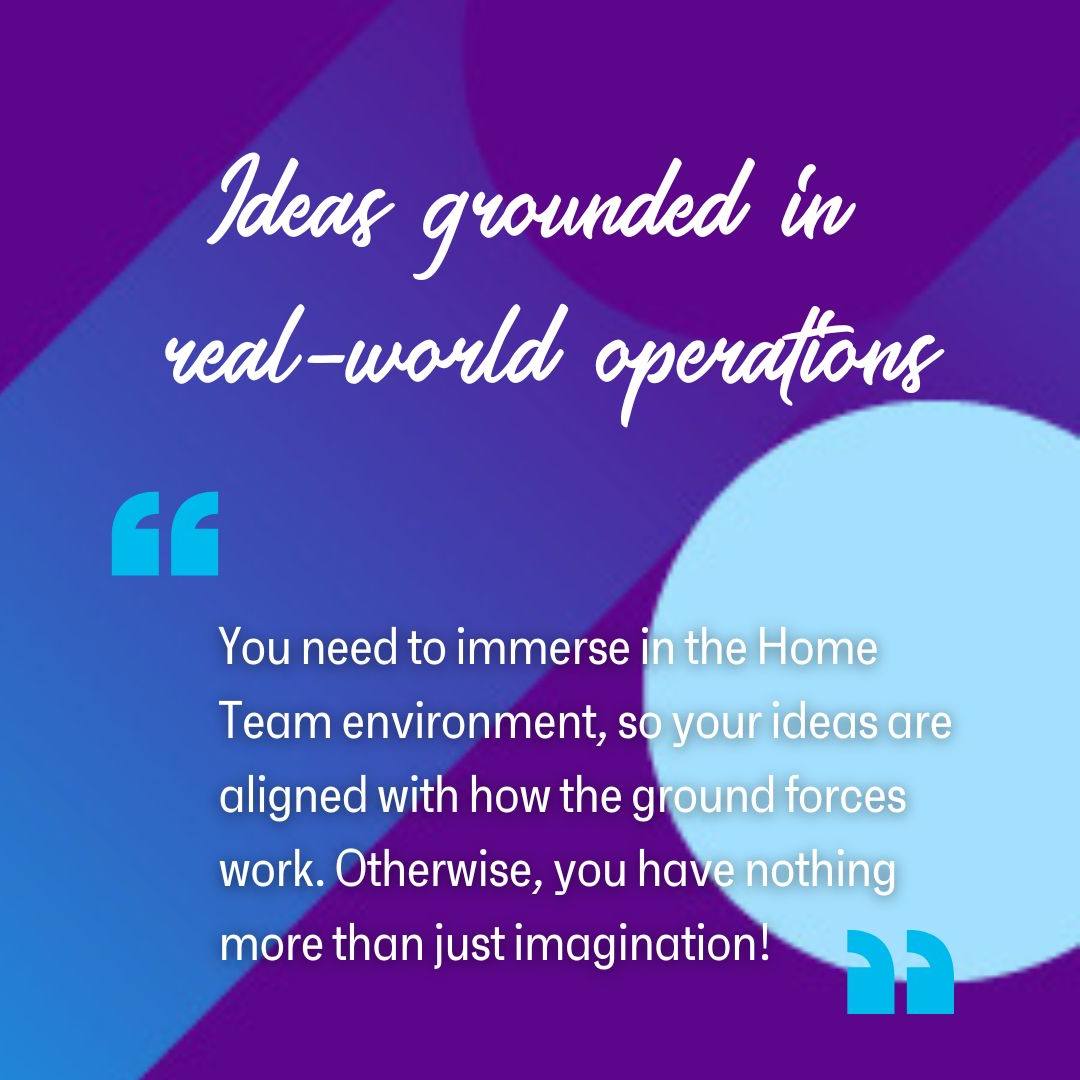 Ideas grounded in
real-world operations
“
You need to immerse in the Home
Team environment, so your ideas are
aligned with how the ground forces
work. Otherwise, you have nothing
more than just imagination!
”